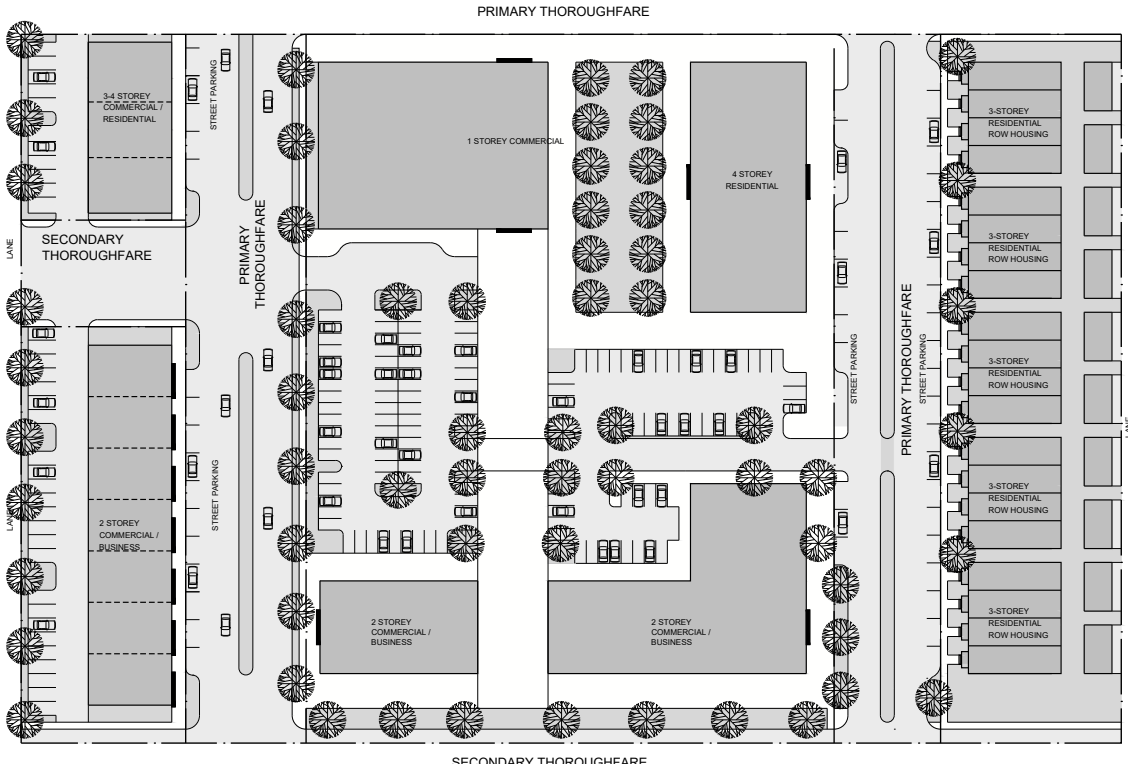 PRIMARY THOROUGHFARE
3-4 STOREY
COMMERCIAL /
RESIDENTIAL
STREET PARKING
1 STOREY COMMERCIAL
4 STOREY
RESIDENTIAL
3-STOREY
RESIDENTIAL
ROW HOUSING
LANE
SECONDARY
THOROUGHFARE
PRIMARY
THOROUGHFARE
3-STOREY
RESIDENTIAL
ROW HOUSING
STREET PARKING
PRIMARY THOROUGHFARE
STREET PARKING
3-STOREY
RESIDENTIAL
ROW HOUSING
LANE
LANE
2 STOREY
COMMERCIAL /
BUSINESS
STREET PARKING
3-STOREY
RESIDENTIAL
ROW HOUSING
2 STOREY
COMMERCIAL /
BUSINESS
2 STOREY
COMMERCIAL /
BUSINESS
3-STOREY
RESIDENTIAL
ROW HOUSING
SECONDARY THOROUGHFARE